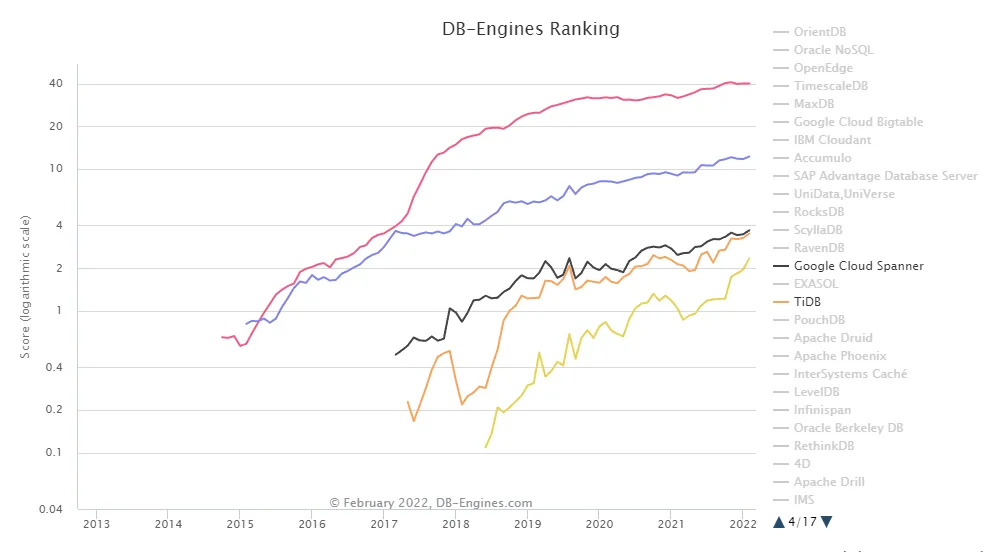 DB-Engines Ranking
Score (logarithmic scale)
40
20
10
4
2
1
0.4
0.2
0.1
0.04
2013 2014 2015 2016 2017 2018 2019 2020 2021 2022
© February 2022, DB-Engines.com
OrientDB
Oracle NoSQL
OpenEdge
TimescaleDB
MaxDB
Google Cloud Bigtable
IBM Cloudant
Accumulo
SAP Advantage Database Server
UniData,UniVerse
RocksDB
ScyllaDB
RavenDB
Google Cloud Spanner
EXASOL
TiDB
PouchDB
Apache Druid
Apache Phoenix
InterSystems Caché
LevelDB
Infinispan
Oracle Berkeley DB
RethinkDB
4D
Apache Drill
IMS
4/17